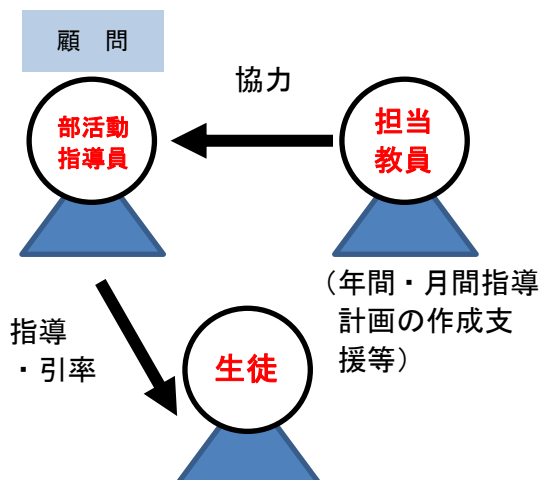 顧　問
協力
部活動
指導員
担当
教員
（年間・月間指導
計画の作成支
援等）
指導
・引率
生徒